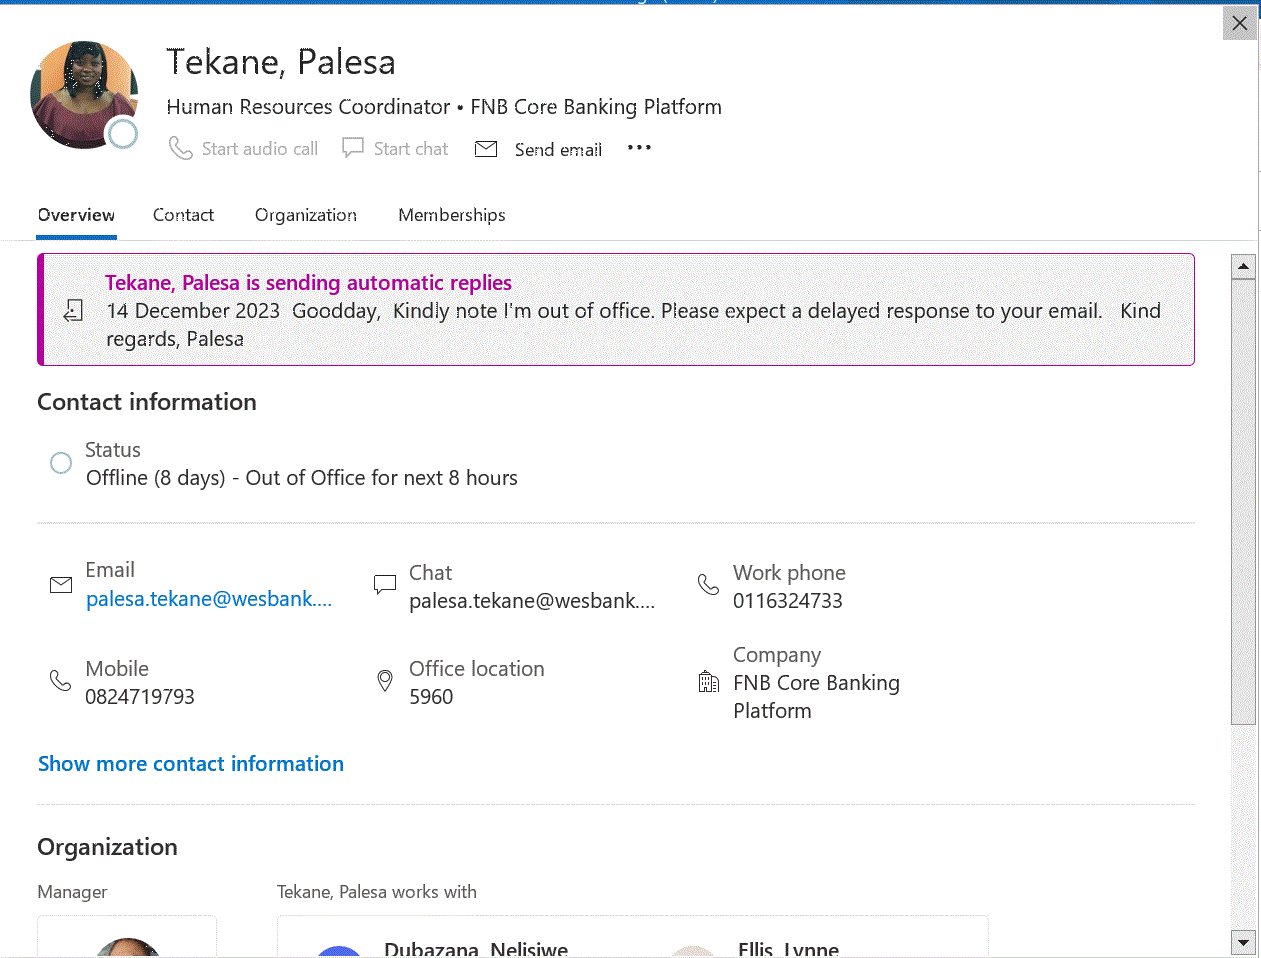 Tekane, Palesa
Human Resources Coordinator • FNB Core Banking Platform
Start audio call Start chat Send email ...
Overview Contact Organization Memberships
Tekane, Palesa is sending automatic replies
14 December 2023 Goodday, Kindly note I'm out of office. Please expect a delayed response to your email. Kind
regards, Palesa
Contact information
Status
Offline (8 days) - Out of Office for next 8 hours
Email
palesa.tekane@wesbank....
Chat
palesa.tekane@wesbank....
Work phone
0116324733
Mobile
0824719793
Office location
5960
Company
FNB Core Banking
Platform
Show more contact information
Organization
Manager
Tekane, Palesa works with
Dubazana, Nelisiwe
Ellis, Lynne